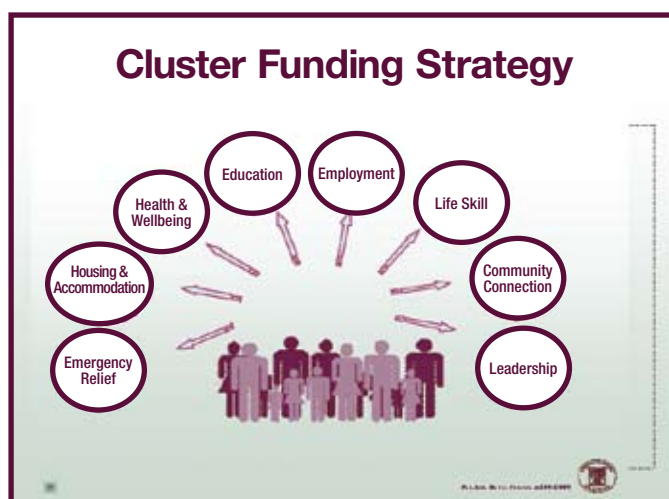 Cluster Funding Strategy
Education
Employment
Health &
Wellbeing
Life Skill
Housing &
Accommodation
Community
Connection
Emergency
Relief
Leadership